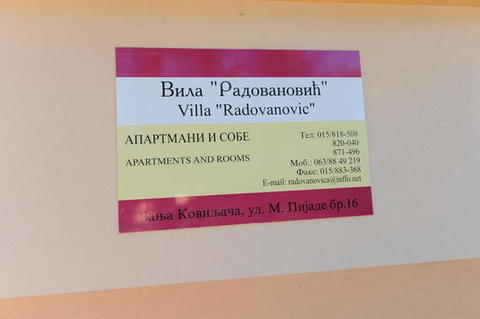 Вила "Радовановић"
Villa "Radovanovic"
АПАРТМАНИ И СОБЕ
APARTMENTS AND ROOMS
Тел: 015/818-508
820-040
871-496
Моб.: 063/88 49 219
Факс: 015/883-368
E-mail: radovanovica@inffo.net
Бања Ковиљача, ул. М. Пијаде бр.16